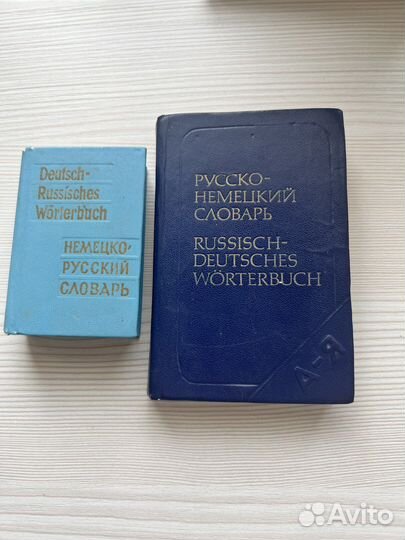 Deutsch-
Russisches
Wörterbuch
НЕМЕЦКО-
РУССКИЙ
СЛОВАРЬ
РУССКО-
НЕМЕЦКИЙ
СЛОВАРЬ
RUSSISCH-
DEUTSCHES
WÖRTERBUCH
А-Я
Avito